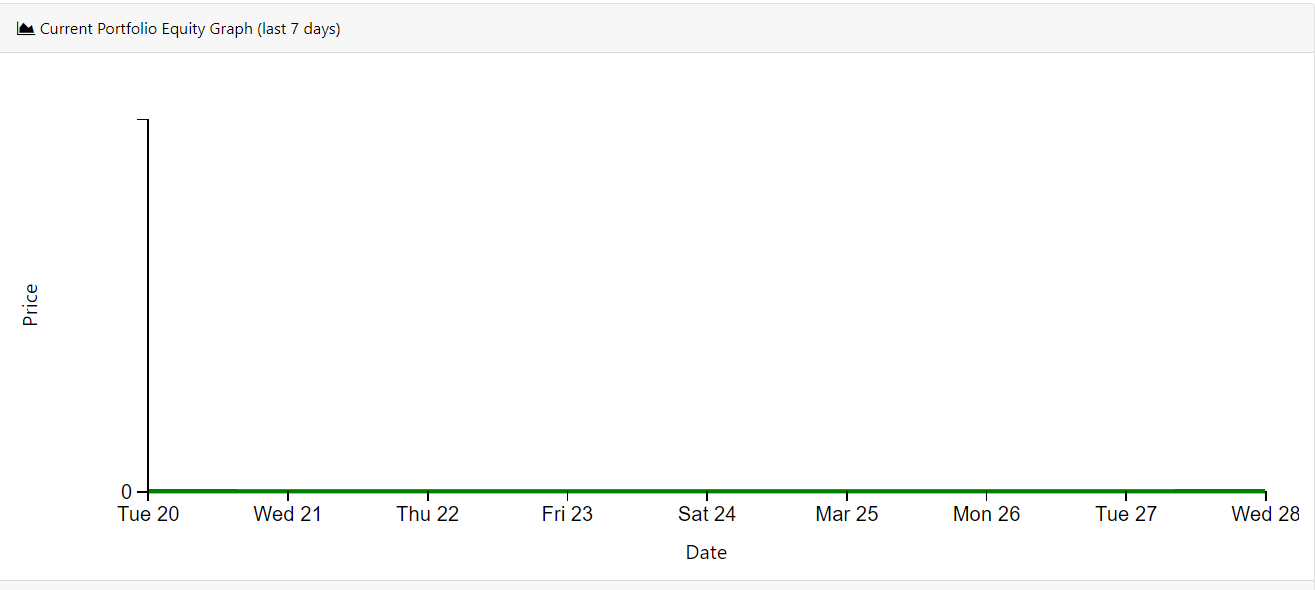 Current Portfolio Equity Graph (last 7 days)
Price
0
Tue 20 Wed 21 Thu 22 Fri 23 Sat 24 Mar 25 Mon 26 Tue 27 Wed 28
Date